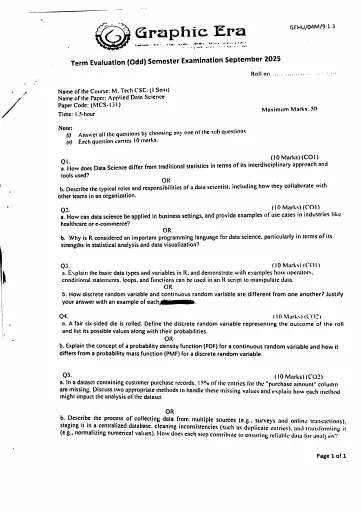 GEHU/04M/9.1.3
Graphic Era
Term Evaluation (Odd) Semester Examination September 2025
Roll no
Name of the Course: M. Tech CSE: (I Sem)
Name of the Paper: Applied Data Science
Paper Code: (MCS-131)
Time: 1.5-hour
Maximum Marks: 50
Note:
(i) Answer all the questions by choosing any one of the sub questions
(ii) Each question carries 10 marks.
Q1. (10 Marks) (CO1)
a. How does Data Science differ from traditional statistics in terms of its interdisciplinary approach and
tools used?
OR
b. Describe the typical roles and responsibilities of a data scientist, including how they collaborate with
other teams in an organization.
Q2. (10 Marks) (CO1)
a. How can data science be applied in business settings, and provide examples of use cases in industries like
healthcare or e-commerce?
OR
b. Why is R considered an important programming language for data science, particularly in terms of its
strengths in statistical analysis and data visualization?
Q3. (10 Marks) (CO1)
a. Explain the basic data types and variables in R, and demonstrate with examples how operators,
conditional statements, loops, and functions can be used in an R script to manipulate data.
OR
b. How discrete random variable and continuous random variable are different from one another? Justify
your answer with an example of each
Q4. (10 Marks) (CO2)
a. A fair six-sided die is rolled. Define the discrete random variable representing the outcome of the roll
and list its possible values along with their probabilities.
OR
b. Explain the concept of a probability density function (PDF) for a continuous random variable and how it
differs from a probability mass function (PMF) for a discrete random variable.
Q5. (10 Marks) (CO2)
a. In a dataset containing customer purchase records, 15% of the entries for the "purchase amount" column
are missing. Discuss two appropriate methods to handle these missing values and explain how each method
might impact the analysis of the dataset
OR
b. Describe the process of collecting data from multiple sources (e.g., surveys and online transactions),
staging it in a centralized database, cleaning inconsistencies (such as duplicate entries), and transforming it
(e.g., normalizing numerical values). How does each step contribute to ensuring reliable data for analysis?
Page 1 of 1